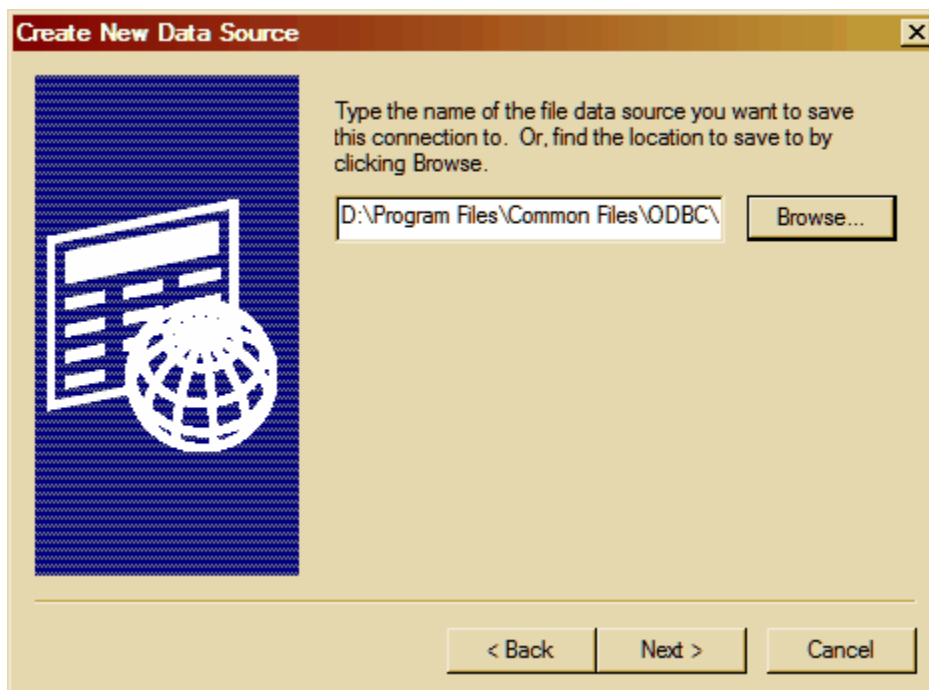 Create New Data Source
Type the name of the file data source you want to save
this connection to.  Or, find the location to save to by
clicking Browse.
D:\Program Files\Common Files\ODBC\
Browse...
< Back
Next >
Cancel